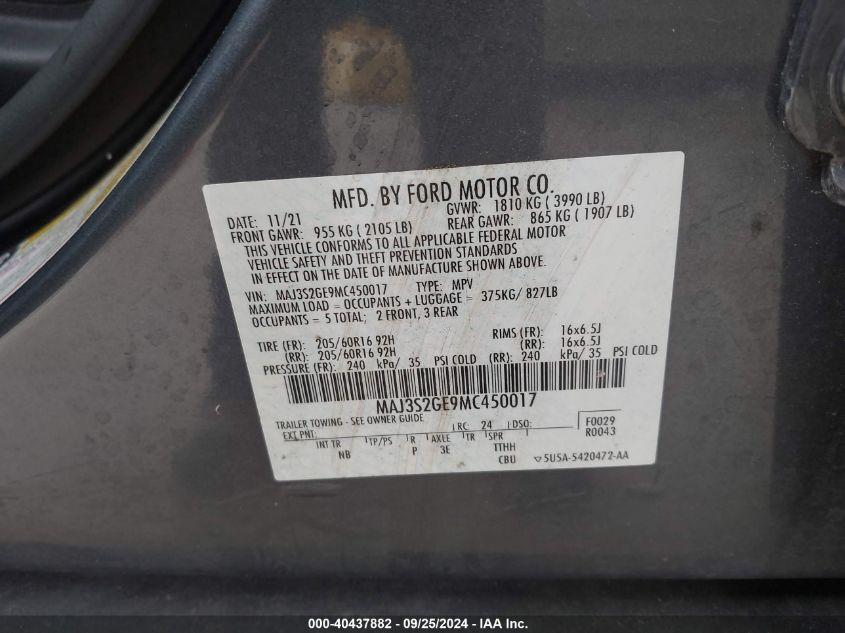 MFD. BY FORD MOTOR CO.
DATE: 11/21 GVWR: 1810 KG ( 3990 LB)
FRONT GAWR: 955 KG ( 2105 LB) REAR GAWR: 865 KG ( 1907 LB)
THIS VEHICLE CONFORMS TO ALL APPLICABLE FEDERAL MOTOR
VEHICLE SAFETY AND THEFT PREVENTION STANDARDS
IN EFFECT ON THE DATE OF MANUFACTURE SHOWN ABOVE.
VIN: MAJ3S2GE9MC450017 TYPE: MPV
MAXIMUM LOAD = OCCUPANTS + LUGGAGE = 375KG/ 827LB
OCCUPANTS = 5 TOTAL; 2 FRONT, 3 REAR
TIRE (FR): 205/60R16 92H RIMS (FR): 16x6.5J
(RR): 205/60R16 92H (RR): 16x6.5J
PRESSURE (FR): 240 kPa/ 35 PSI COLD (RR): 240 kPa/ 35 PSI COLD
MAJ3S2GE9MC450017
TRAILER TOWING - SEE OWNER GUIDE
EXT PNT: RC: 24 DSO: F0029
R0043
INT TR TP/PS R AXLE TR SPR
NB P 3E TTHH
CBU ▽5U5A-5420472-AA
000-40437882 / 09/25/2024 - IAA Inc.